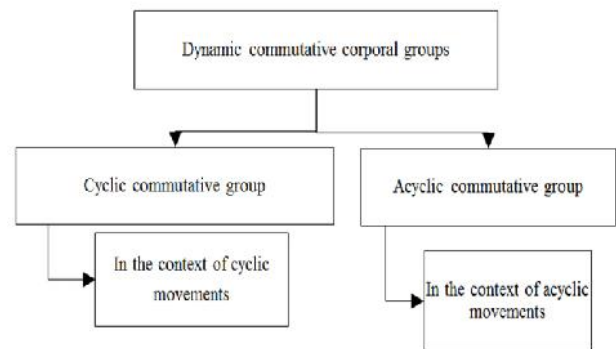 Dynamic commutative corporal groups
Cyclic commutative group
Acyclic commutative group
In the context of cyclic
movements
In the context of acyclic
movements